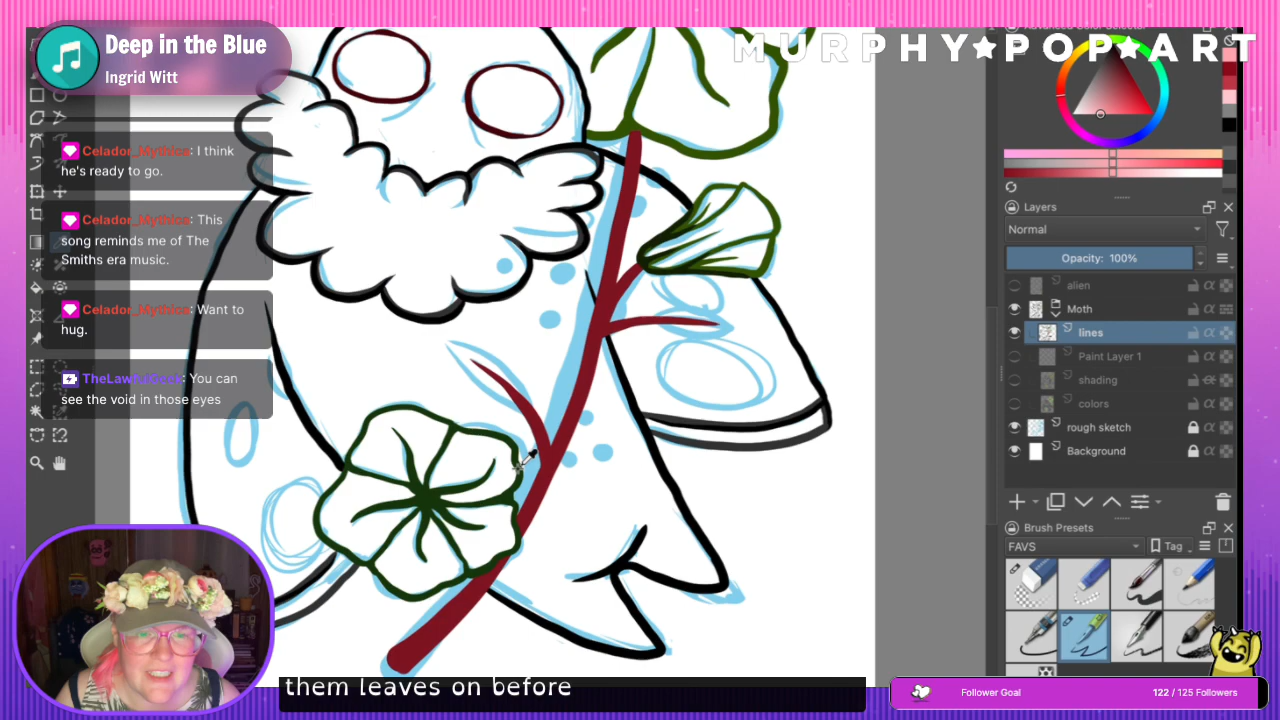 Deep in the Blue
Ingrid Witt
MURPHY★POP★ART
Celador_Mythics: I think
he's ready to go.
Celador_Mythics: This
song reminds me of The
Smiths era music.
Celador_Mythics: Want to
hug.
TheLawfulGeek: You can
see the void in those eyes
Layers
Normal
Opacity: 100%
alien
Moth
lines
Paint Layer 1
shading
colors
rough sketch
Background
Brush Presets
FAVS
Tag
them leaves on before
Follower Goal
122 / 125 Followers